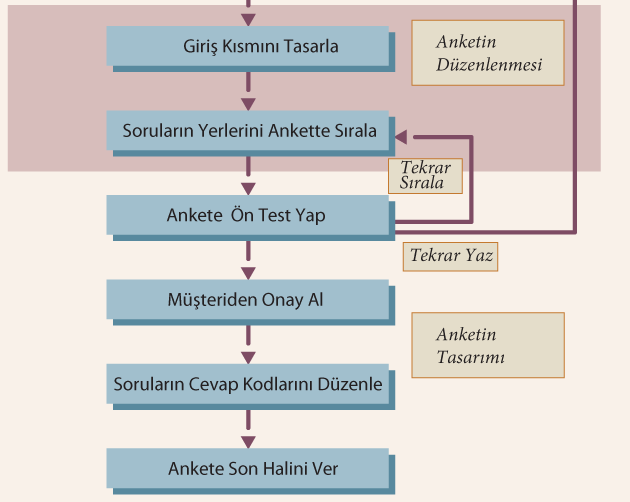 Giriş Kısmını Tasarla
Anketin
Düzenlenmesi
Soruların Yerlerini Ankette Sırala
Tekrar
Sırala
Ankete Ön Test Yap
Tekrar Yaz
Müşteriden Onay Al
Anketin
Tasarımı
Soruların Cevap Kodlarını Düzenle
Ankete Son Halini Ver